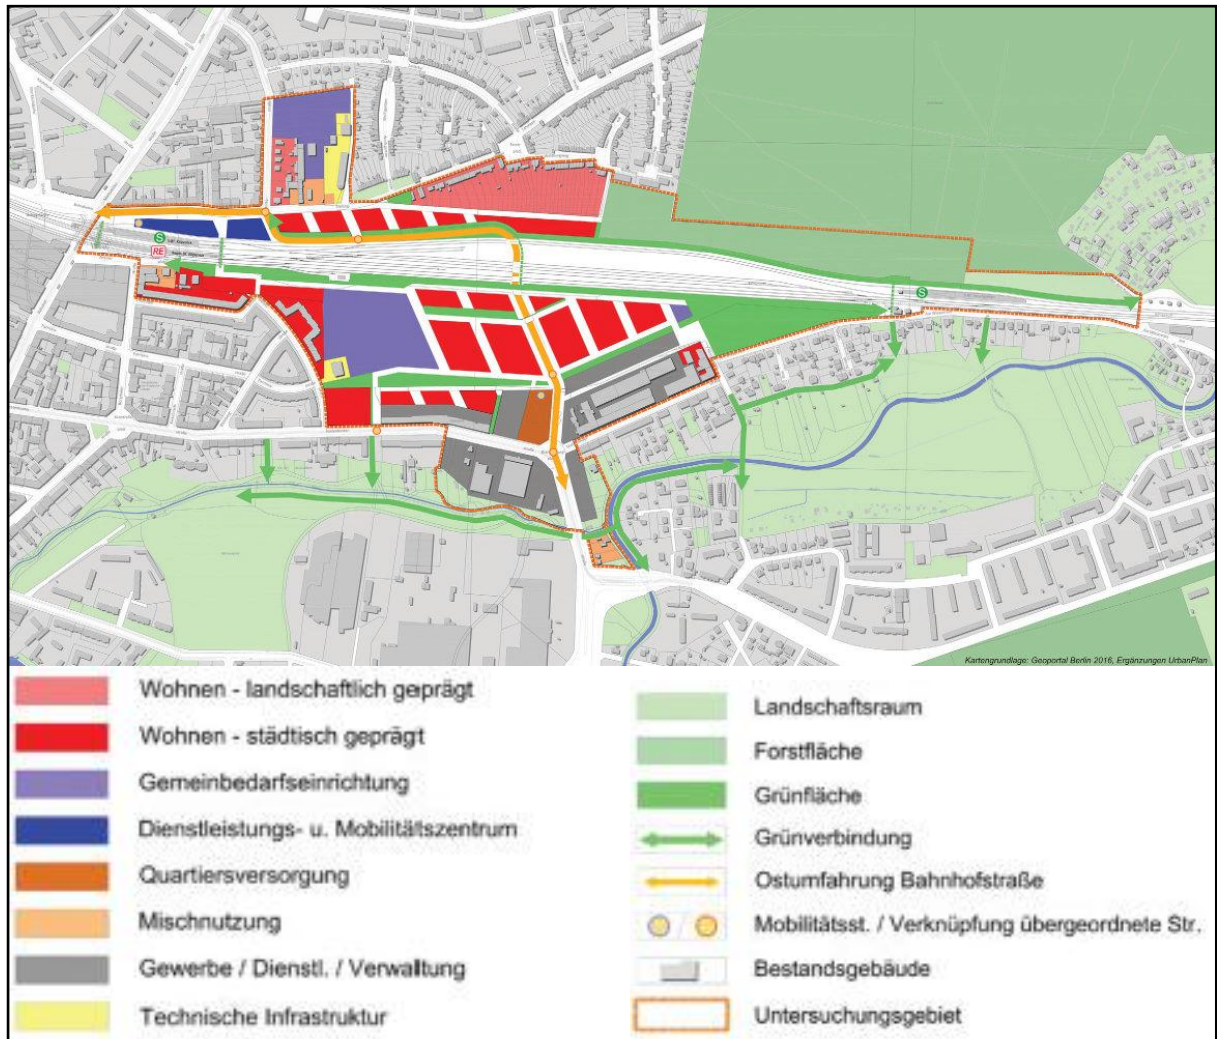 S
RE
S
Kartengrundlage: Geoportal Berlin 2016, Ergänzungen UrbanPlan
Wohnen - landschaftlich geprägt
Wohnen - städtisch geprägt
Gemeinbedarfseinrichtung
Dienstleistungs- u. Mobilitätszentrum
Quartiersversorgung
Mischnutzung
Gewerbe / Dienstl. / Verwaltung
Technische Infrastruktur
Landschaftsraum
Forstfläche
Grünfläche
Grünverbindung
Ostumfahrung Bahnhofstraße
Mobilitätsst. / Verknüpfung übergeordnete Str.
Bestandsgebäude
Untersuchungsgebiet